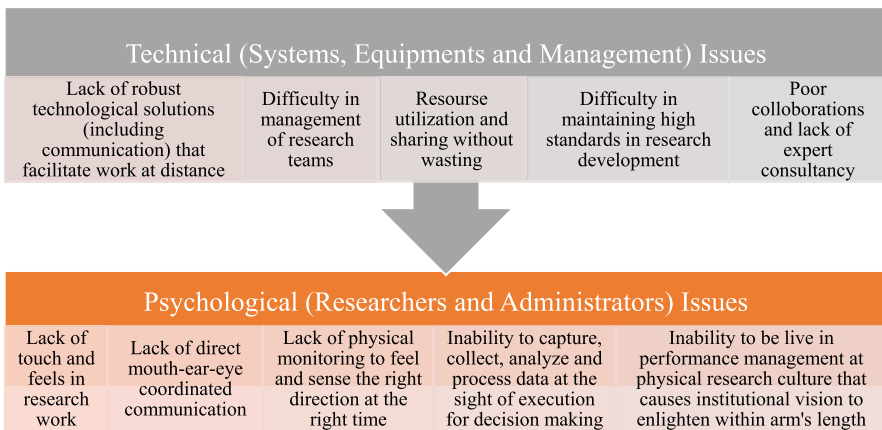 Technical (Systems, Equipments and Management) Issues
Lack of robust
technological solutions
(including
communication) that
facilitate work at distance
Difficulty in
management
of research
teams
Resourse
utilization and
sharing without
wasting
Difficulty in
maintaining high
standards in research
development
Poor
colloborations
and lack of
expert
consultancy
Psychological (Researchers and Administrators) Issues
Lack of
touch and
feels in
research
work
Lack of direct
mouth-ear-eye
coordinated
communication
Lack of physical
monitoring to feel
and sense the right
direction at the
right time
Inability to capture,
collect, analyze and
process data at the
sight of execution
for decision making
Inability to be live in
performance management at
physical research culture that
causes institutional vision to
enlighten within arm's length